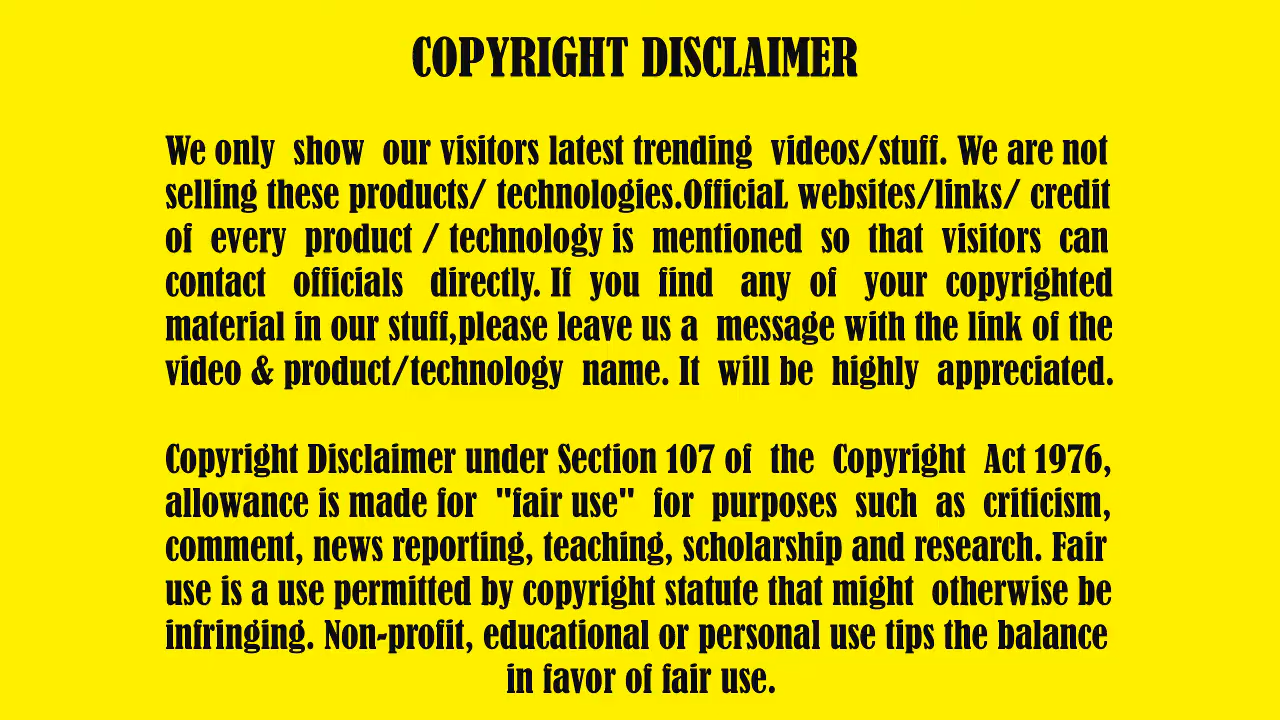 COPYRIGHT DISCLAIMER
We only show our visitors latest trending videos/stuff. We are not
selling these products/ technologies.OfficiaL websites/links/ credit
of every product / technology is mentioned so that visitors can
contact officials directly. If you find any of your copyrighted
material in our stuff,please leave us a message with the link of the
video & product/technology name. It will be highly appreciated.
Copyright Disclaimer under Section 107 of the Copyright Act 1976,
allowance is made for "fair use" for purposes such as criticism,
comment, news reporting, teaching, scholarship and research. Fair
use is a use permitted by copyright statute that might otherwise be
infringing. Non-profit, educational or personal use tips the balance
in favor of fair use.